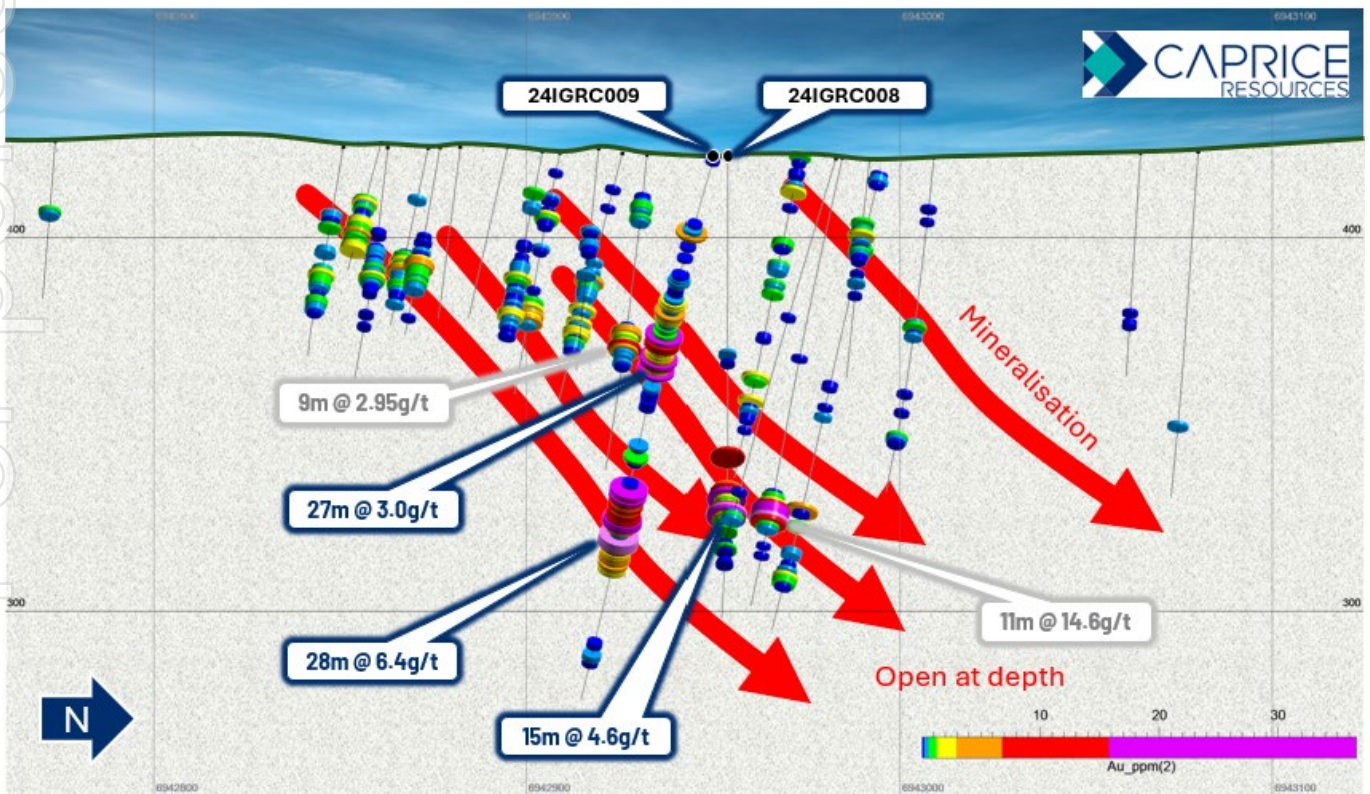 6942800
6942900
6943000
6943100
CAPRICE
RESOURCES
24IGRC009
24IGRC008
400
400
Mineralisation
9m @ 2.95g/t
27m @ 3.0g/t
300
300
11m @ 14.6g/t
28m @ 6.4g/t
Open at depth
N
15m @ 4.6g/t
10
20
30
Au_ppm(2)
6942800
6942900
6943000
6943100